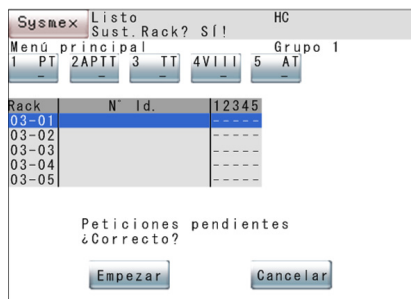 Sysmex Listo HC
Sust.Rack? SÍ!
Menú principal Grupo 1
1 PT 2APTT 3 TT 4VIII 5 AT
- - - - -
Rack N° Id. 12345
03-01 -----
03-02 -----
03-03 -----
03-04 -----
03-05 -----
Peticiones pendientes
¿Correcto?
Empezar Cancelar